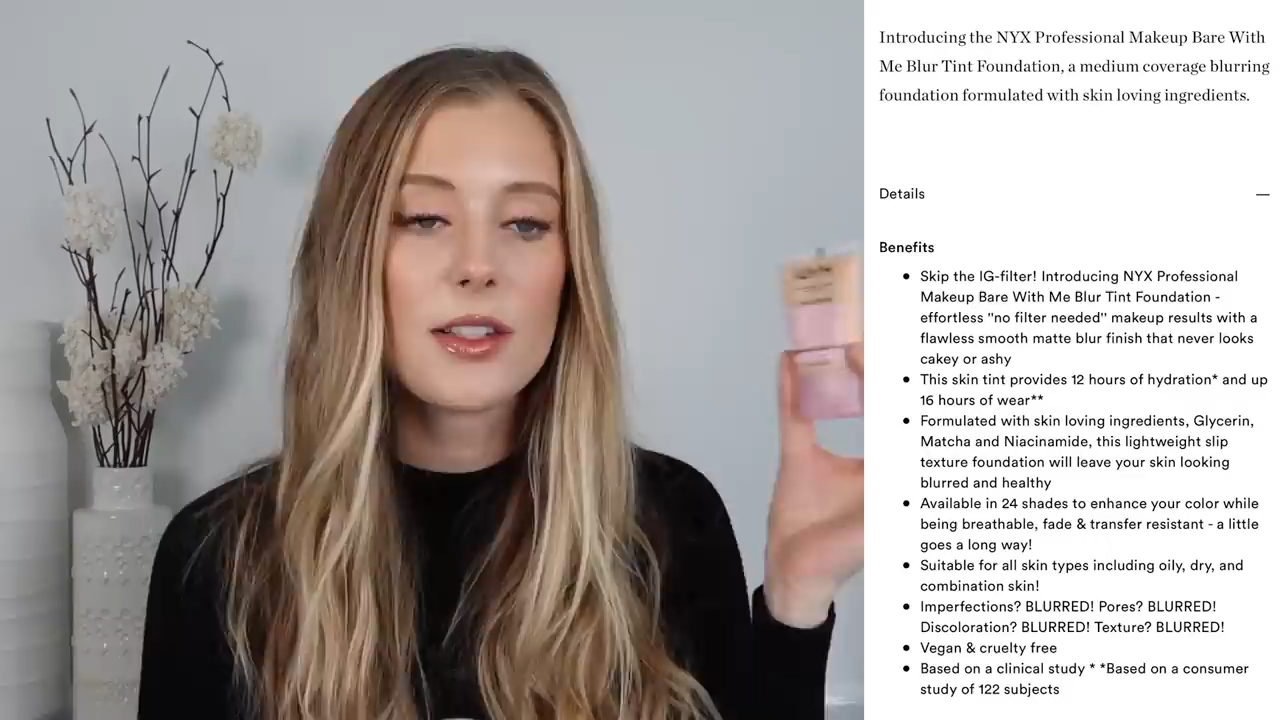 Introducing the NYX Professional Makeup Bare With
Me Blur Tint Foundation, a medium coverage blurring
foundation formulated with skin loving ingredients.
Details
Benefits
Skip the IG-filter! Introducing NYX Professional
Makeup Bare With Me Blur Tint Foundation -
effortless "no filter needed" makeup results with a
flawless smooth matte blur finish that never looks
cakey or ashy
This skin tint provides 12 hours of hydration* and up
16 hours of wear**
Formulated with skin loving ingredients, Glycerin,
Matcha and Niacinamide, this lightweight slip
texture foundation will leave your skin looking
blurred and healthy
Available in 24 shades to enhance your color while
being breathable, fade & transfer resistant - a little
goes a long way!
Suitable for all skin types including oily, dry, and
combination skin!
Imperfections? BLURRED! Pores? BLURRED!
Discoloration? BLURRED! Texture? BLURRED!
Vegan & cruelty free
Based on a clinical study * *Based on a consumer
study of 122 subjects